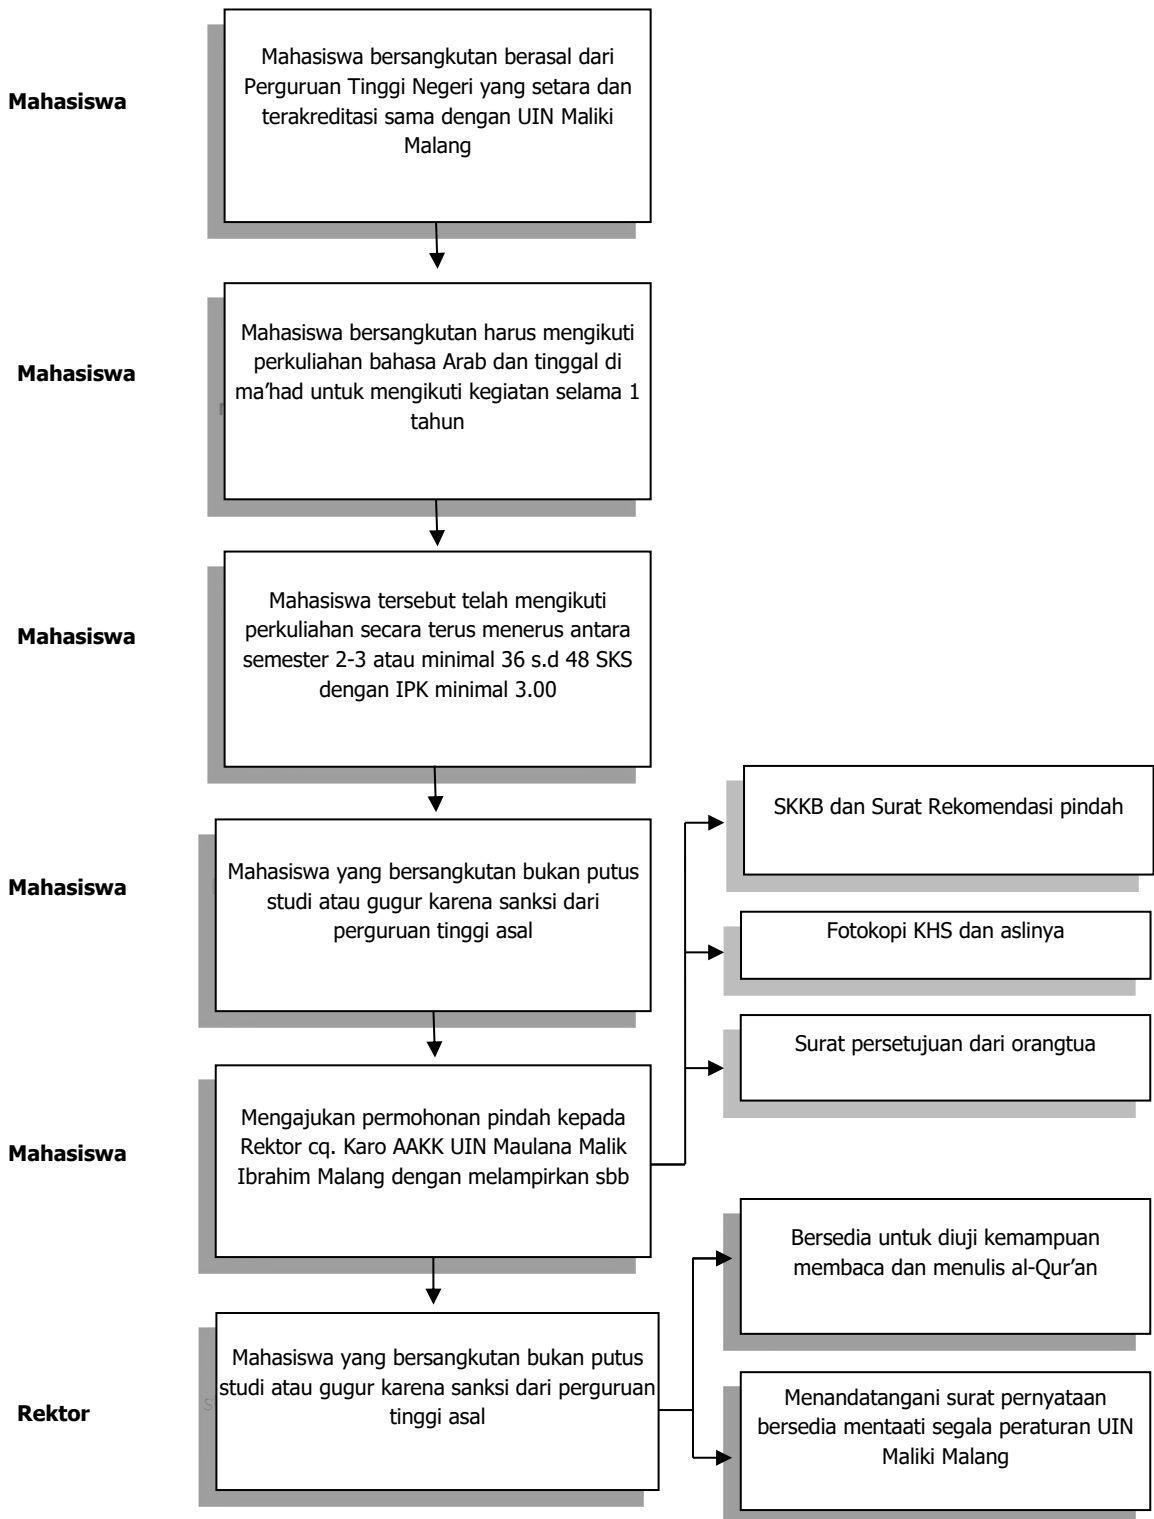 Mahasiswa
Mahasiswa bersangkutan berasal dari
Perguruan Tinggi Negeri yang setara dan
terakreditasi sama dengan UIN Maliki
Malang
Mahasiswa
Mahasiswa bersangkutan harus mengikuti
perkuliahan bahasa Arab dan tinggal di
ma’had untuk mengikuti kegiatan selama 1
tahun
Mahasiswa
Mahasiswa tersebut telah mengikuti
perkuliahan secara terus menerus antara
semester 2-3 atau minimal 36 s.d 48 SKS
dengan IPK minimal 3.00
Mahasiswa
Mahasiswa yang bersangkutan bukan putus
studi atau gugur karena sanksi dari
perguruan tinggi asal
SKKB dan Surat Rekomendasi pindah
Fotokopi KHS dan aslinya
Surat persetujuan dari orangtua
Mahasiswa
Mengajukan permohonan pindah kepada
Rektor cq. Karo AAKK UIN Maulana Malik
Ibrahim Malang dengan melampirkan sbb
Rektor
Mahasiswa yang bersangkutan bukan putus
studi atau gugur karena sanksi dari perguruan
tinggi asal
Bersedia untuk diuji kemampuan
membaca dan menulis al-Qur’an
Menandatangani surat pernyataan
bersedia mentaati segala peraturan UIN
Maliki Malang